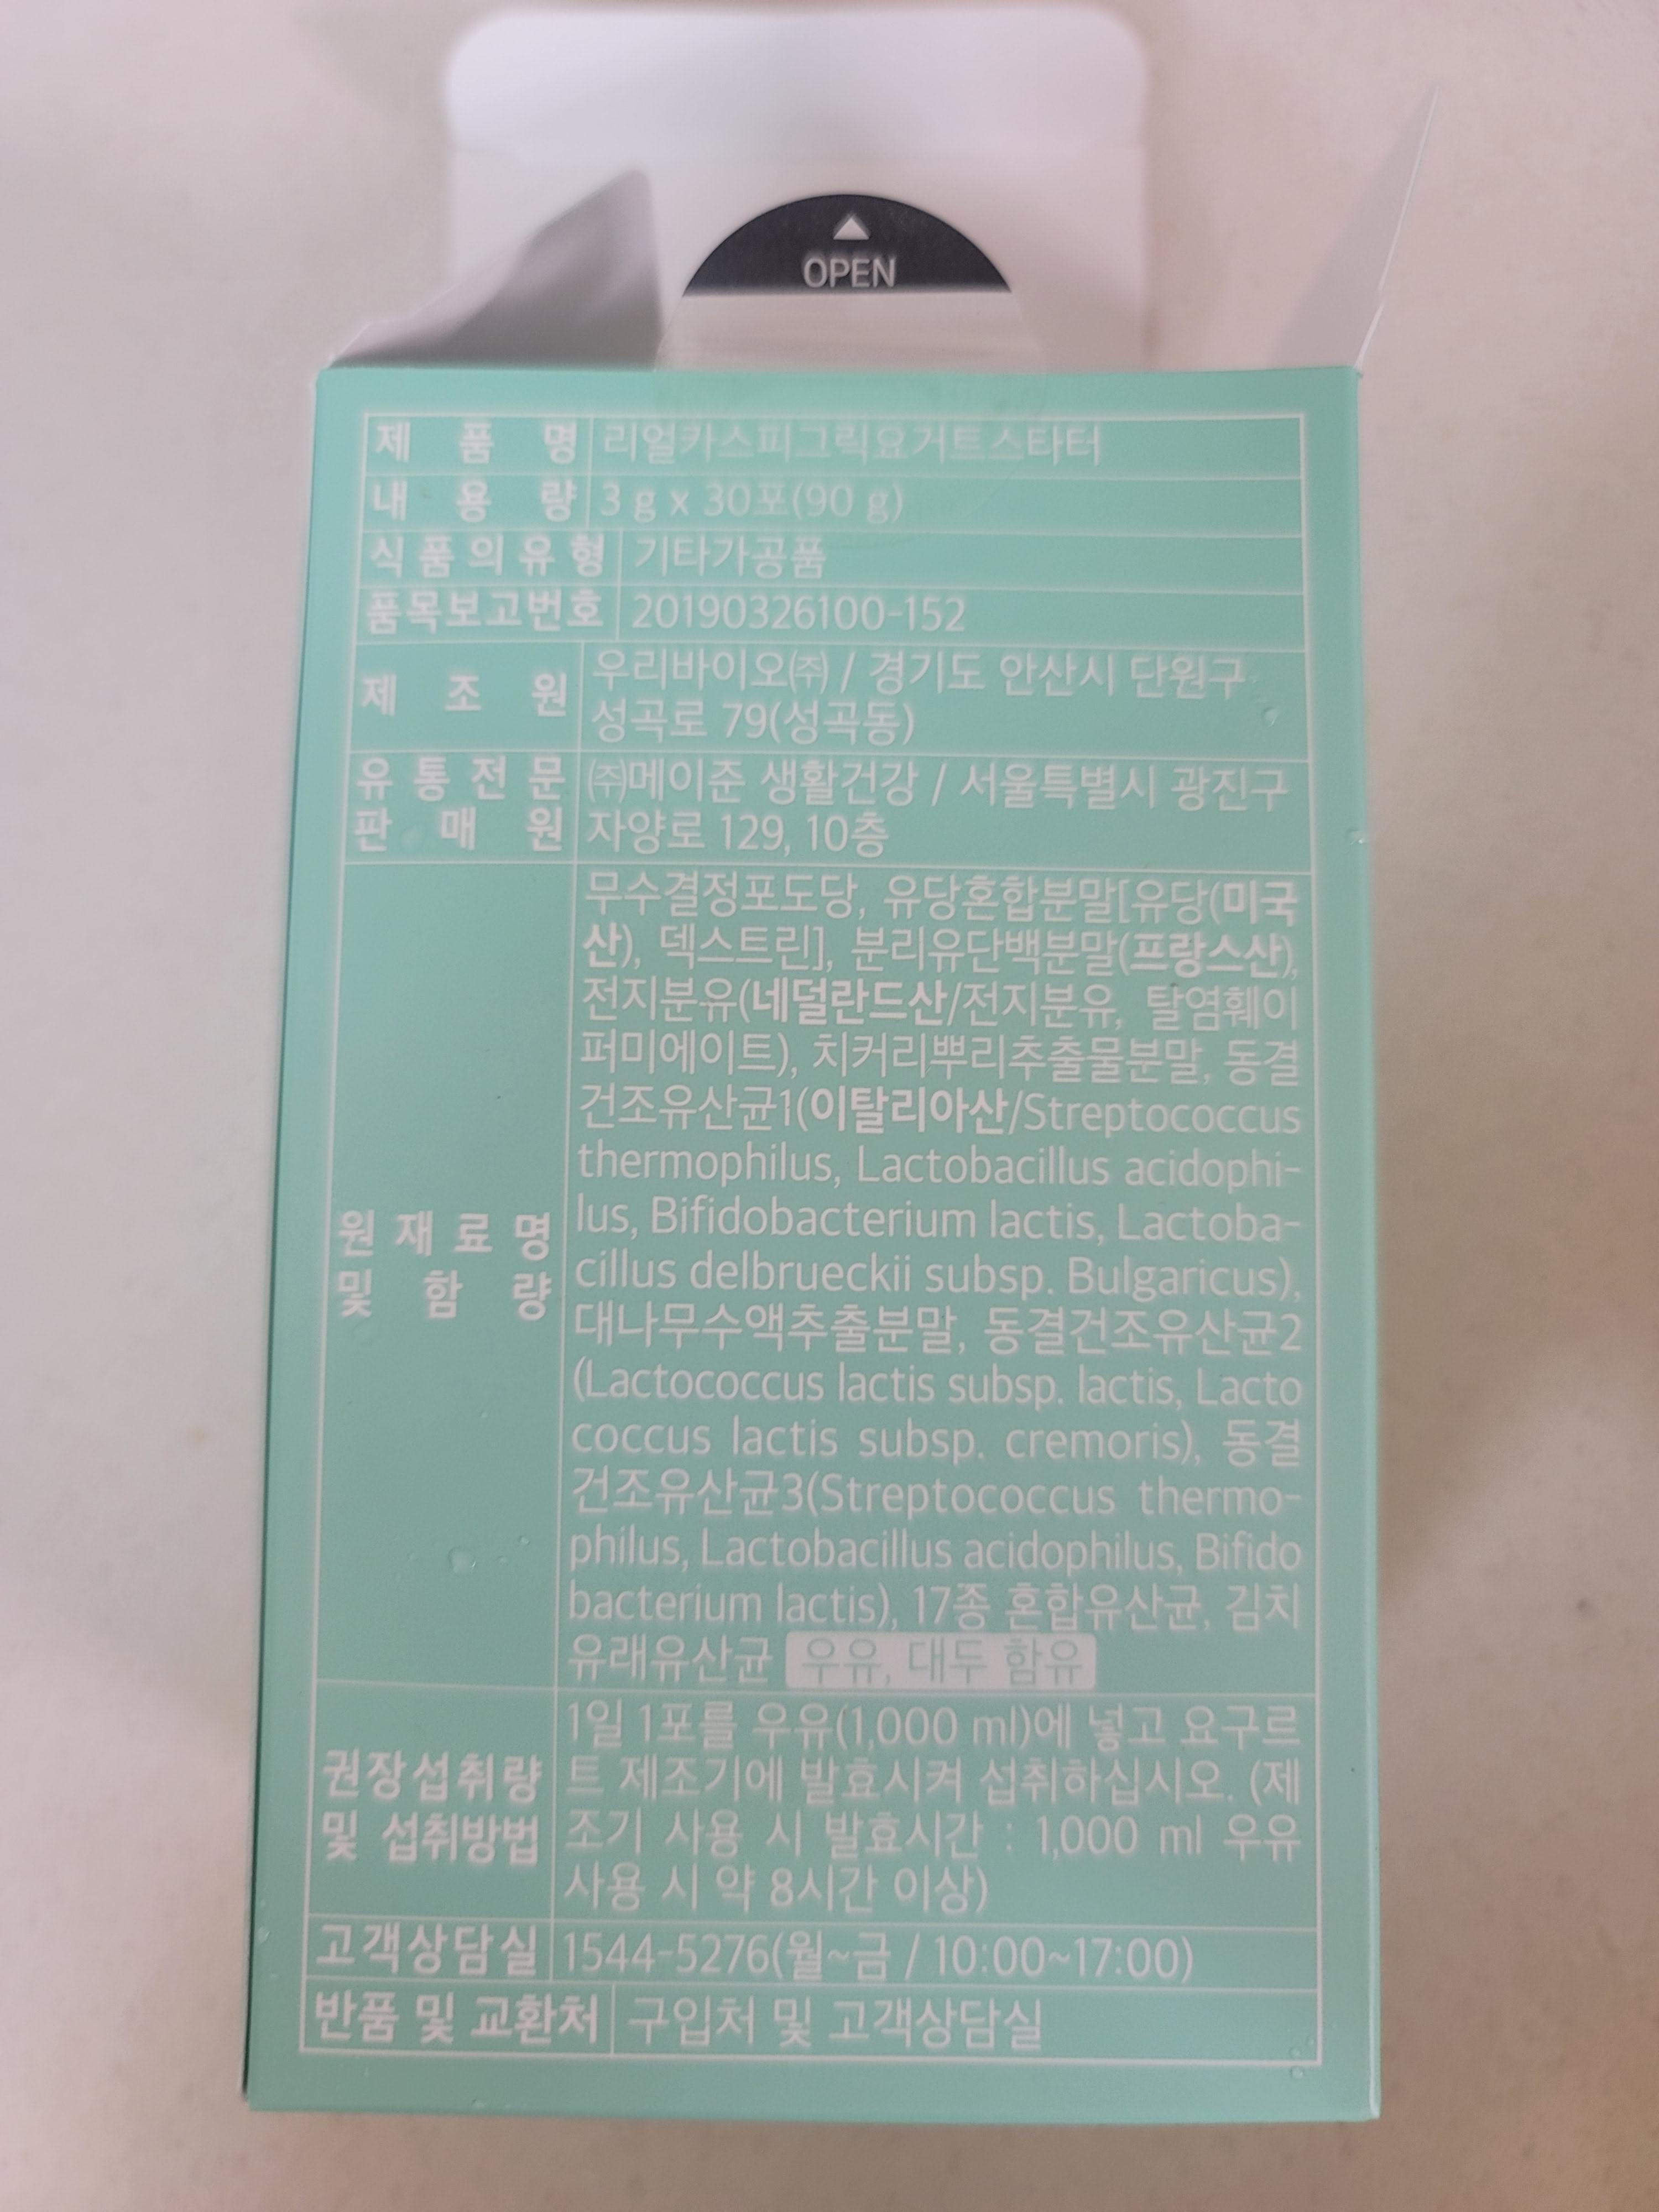 OPEN
제품명 리얼카스피그릭요거트스타터
내용량 3 g x 30포(90 g)
식품의유형 기타가공품
품목보고번호 20190326100-152
제조원 우리바이오㈜ / 경기도 안산시 단원구
성곡로 79(성곡동)
유통전문 ㈜메이준 생활건강 / 서울특별시 광진구
판매원 자양로 129, 10층
무수결정포도당, 유당혼합분말[유당(미국
산), 덱스트린], 분리유단백분말(프랑스산),
전지분유(네덜란드산/전지분유, 탈염훼이
퍼미에이트), 치커리뿌리추출물분말, 동결
건조유산균1(이탈리아산/Streptococcus
thermophilus, Lactobacillus acidophi-
lus, Bifidobacterium lactis, Lactoba-
원재료명
및 함량
cillus delbrueckii subsp. Bulgaricus),
대나무수액추출분말, 동결건조유산균2
(Lactococcus lactis subsp. lactis, Lacto
coccus lactis subsp. cremoris), 동결
건조유산균3(Streptococcus thermo-
philus, Lactobacillus acidophilus, Bifido
bacterium lactis), 17종 혼합유산균, 김치
유래유산균 우유, 대두 함유
권장섭취량
및 섭취방법
1일 1포를 우유(1,000 ml)에 넣고 요구르
트 제조기에 발효시켜 섭취하십시오. (제
조기 사용 시 발효시간 : 1,000 ml 우유
사용 시 약 8시간 이상)
고객상담실 1544-5276(월~금 / 10:00~17:00)
반품 및 교환처 구입처 및 고객상담실